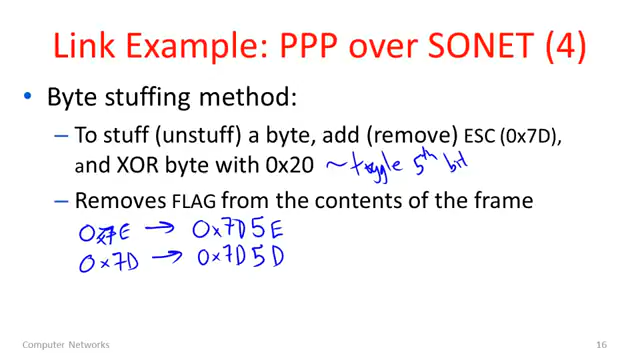 Link Example: PPP over SONET (4)
• Byte stuffing method:
– To stuff (unstuff) a byte, add (remove) ESC (0x7D),
and XOR byte with 0x20 ~ toggle 5th bit
– Removes FLAG from the contents of the frame
0x7E → 0x7D5E
0x7D → 0x7D5D
Computer Networks 16